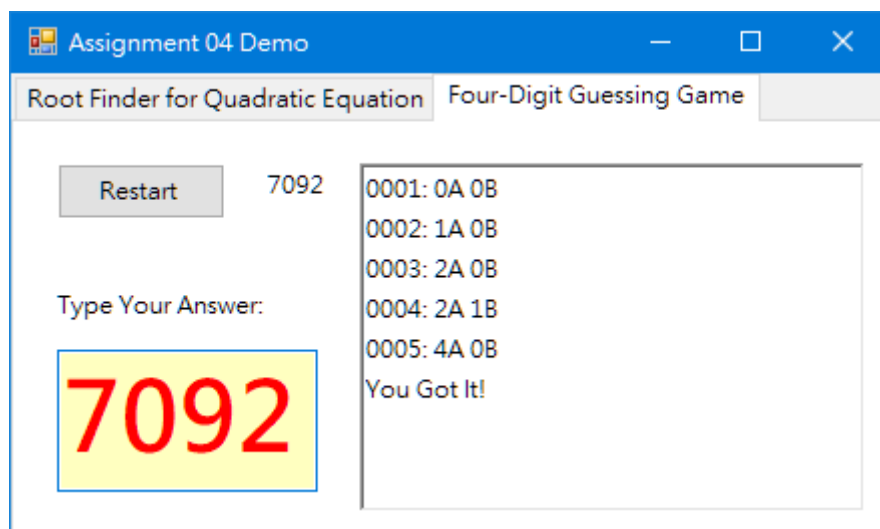 Assignment 04 Demo
Root Finder for Quadratic Equation
Four-Digit Guessing Game
Restart
7092
Type Your Answer:
7092
0001: 0A 0B
0002: 1A 0B
0003: 2A 0B
0004: 2A 1B
0005: 4A 0B
You Got It!